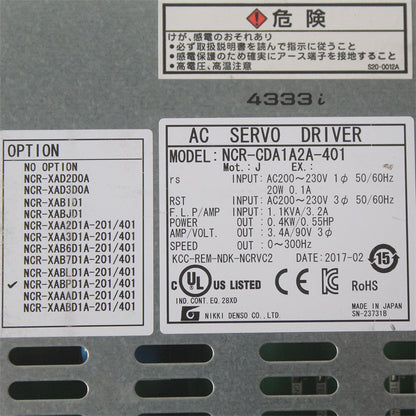 危険
けが、感電のおそれあり
●必ず取扱説明書を読んで指示に従うこと。
●感電保護のため確実にアース端子を接地すること
●高電圧、高温注意
S20-0012A
4333i
OPTION
NO OPTION
NCR-XAD2D0A
NCR-XAD3D0A
NCR-XABID1
NCR-XABJD1
NCR-XAA2D1A-201/401
NCR-XAA3D1A-201/401
NCR-XAB6D1A-201/401
NCR-XAB7D1A-201/401
NCR-XABLD1A-201/401
✓ NCR-XABPD1A-201/401
NCR-XAAAD1A-201/401
NCR-XAABD1A-201/401
AC SERVO DRIVER
MODEL: NCR-CDA1A2A-401
Mot.: J EX.:
rs INPUT: AC200~230V 1φ 50/60Hz
20W 0.1A
RST INPUT: AC200~230V 3φ 50/60Hz
F.L.P/AMP INPUT: 1.1KVA/3.2A
POWER OUT : 0.4KW/0.55HP
AMP/VOLT OUT : 3.4A/90V 3φ
SPEED OUT : 0~300Hz
KCC-REM-NDK-NCRVC2 DATE: 2017-02
15
c UL us LISTED
IND. CONT. EQ. 28XD
CE
RoHS
NIKKI DENSO CO., LTD.
MADE IN JAPAN
SN-23731B